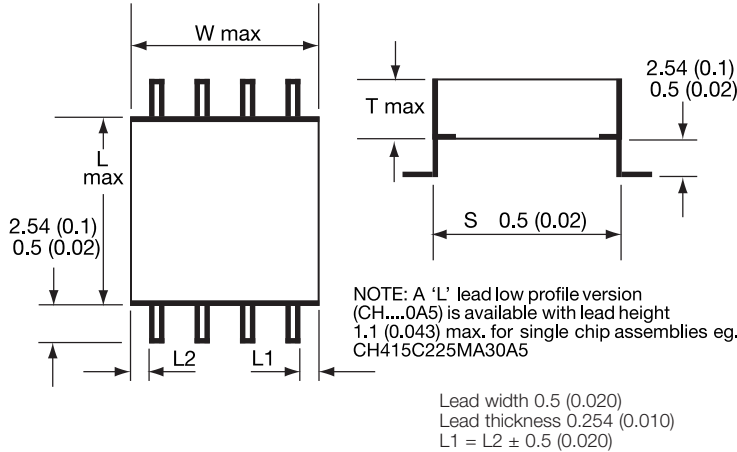 W max
2.54 (0.1)
0.5 (0.02)
T max
L
max
S 0.5 (0.02)
2.54 (0.1)
0.5 (0.02)
NOTE: A ‘L’ lead low profile version
(CH....0A5) is available with lead height
1.1 (0.043) max. for single chip assemblies eg.
CH415C225MA30A5
L2
L1
Lead width 0.5 (0.020)
Lead thickness 0.254 (0.010)
L1 = L2 ± 0.5 (0.020)